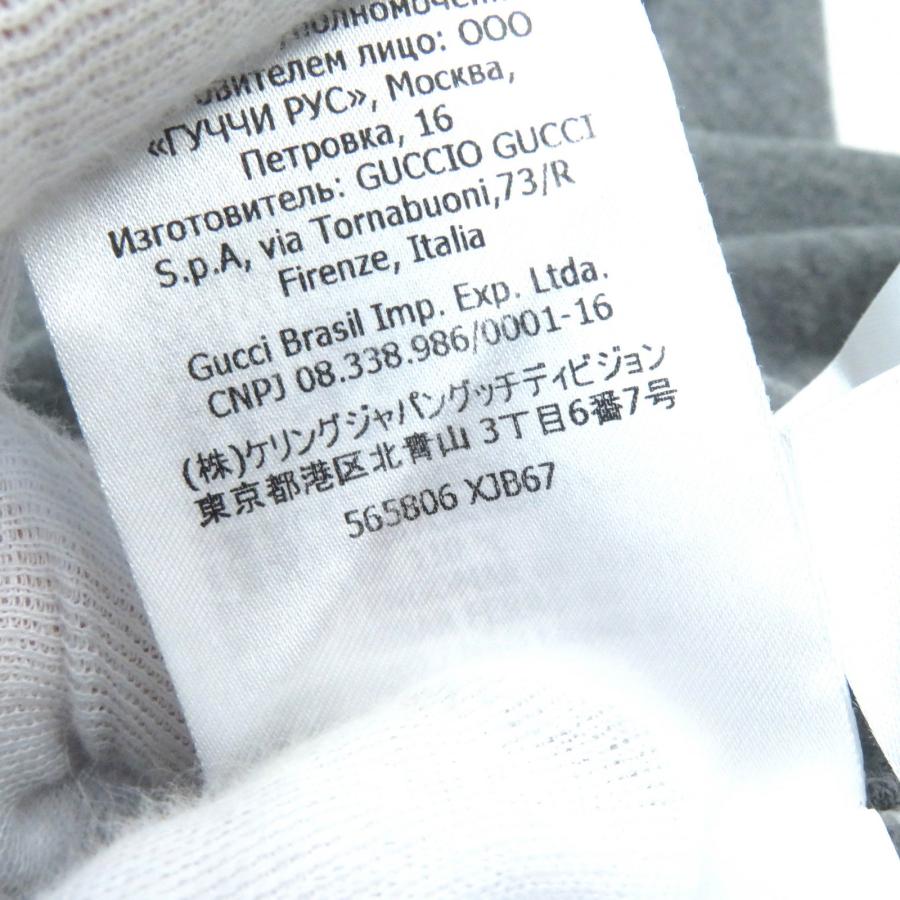 овителем лицо: ООО
«ГУЧЧИ РУС», Москва,
Петровка, 16
Изготовитель: GUCCIO GUCCI
S.p.A, via Tornabuoni,73/R
Firenze, Italia
Gucci Brasil Imp. Exp. Ltda.
CNPJ 08.338.986/0001-16
(株)ケリングジャパングッチディビジョン
東京都港区北青山 3丁目6番7号
565806 XJB67